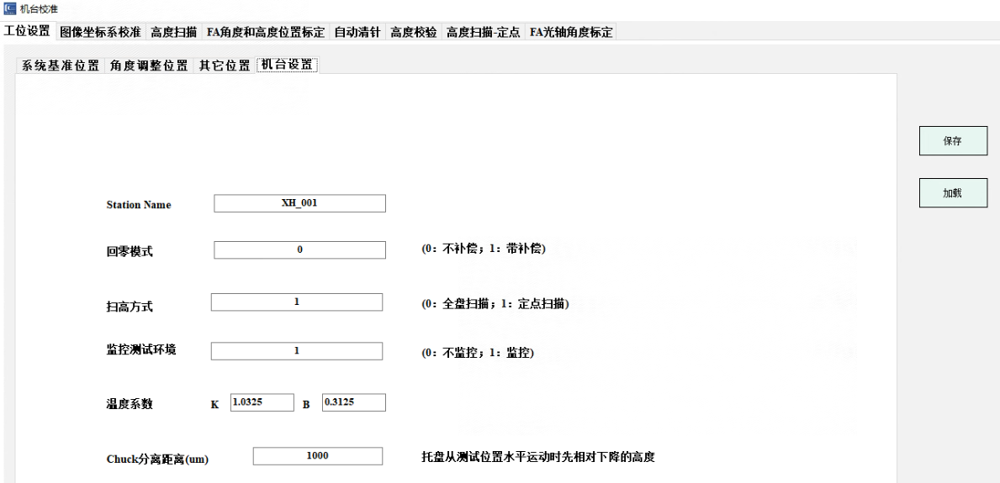 机台校准
工位设置 图像坐标系校准 高度扫描 FA角度和高度位置标定 自动清针 高度校验 高度扫描-定点 FA光轴角度标定
系统基准位置 角度调整位置 其它位置 机台设置
保存
加载
Station Name XH_001
回零模式 0 (0：不补偿；1：带补偿)
扫高方式 1 (0：全盘扫描；1：定点扫描)
监控测试环境 1 (0：不监控；1：监控)
温度系数 K 1.0325 B 0.3125
Chuck分离距离(um) 1000 托盘从测试位置水平运动时先相对下降的高度